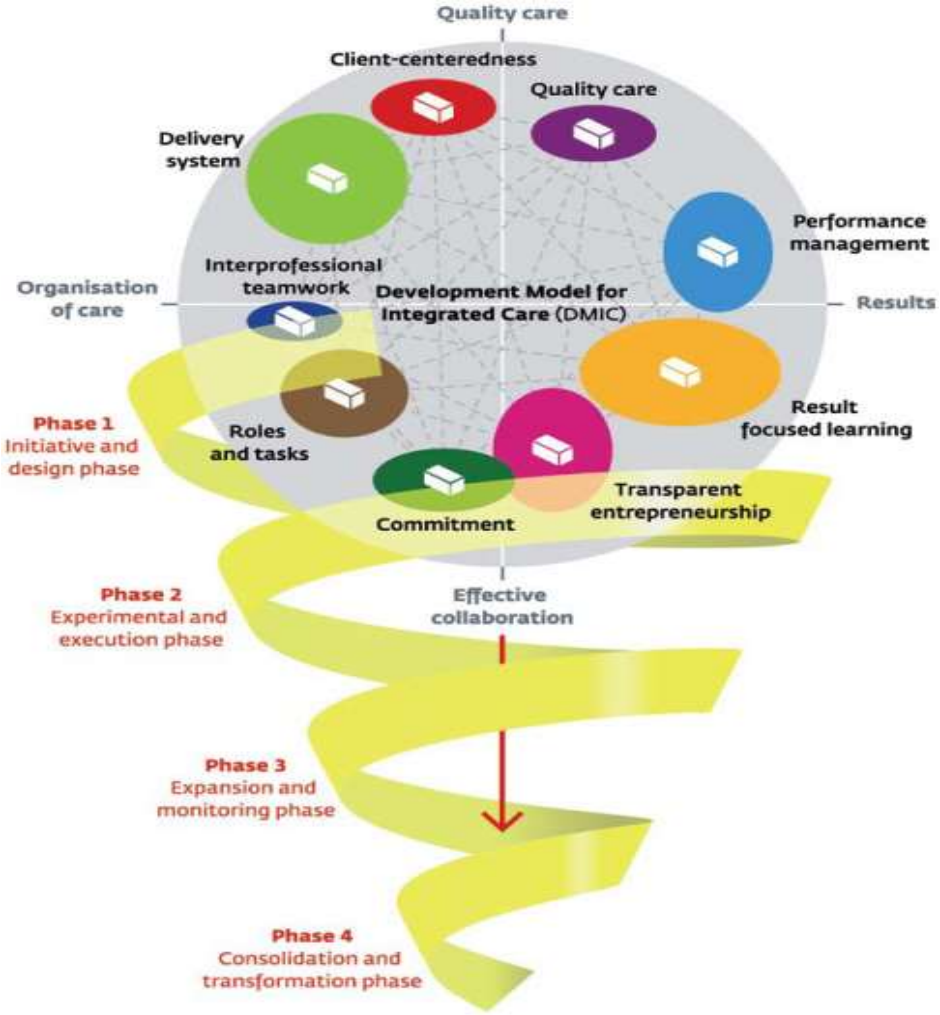 Quality care
Client-centeredness
Quality care
Delivery
system
Performance
management
Interprofessional
teamwork
Organisation
of care
Development Model for
Integrated Care (DMIC)
Results
Phase 1
Initiative and
design phase
Roles
and tasks
Result
focused learning
Commitment
Transparent
entrepreneurship
Phase 2
Experimental and
execution phase
Effective
collaboration
Phase 3
Expansion and
monitoring phase
Phase 4
Consolidation and
transformation phase